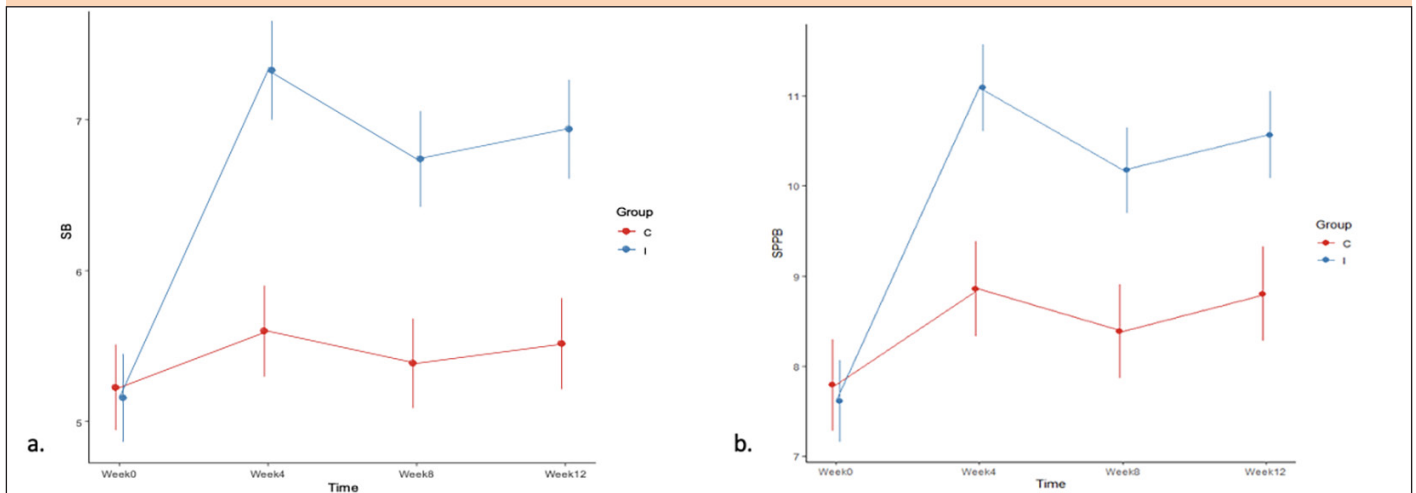 7
6
5
SB
Week0
Week4
Week8
Week12
Time
Group
C
I
a.
11
10
9
8
7
SPPB
Week0
Week4
Week8
Week12
Time
Group
C
I
b.